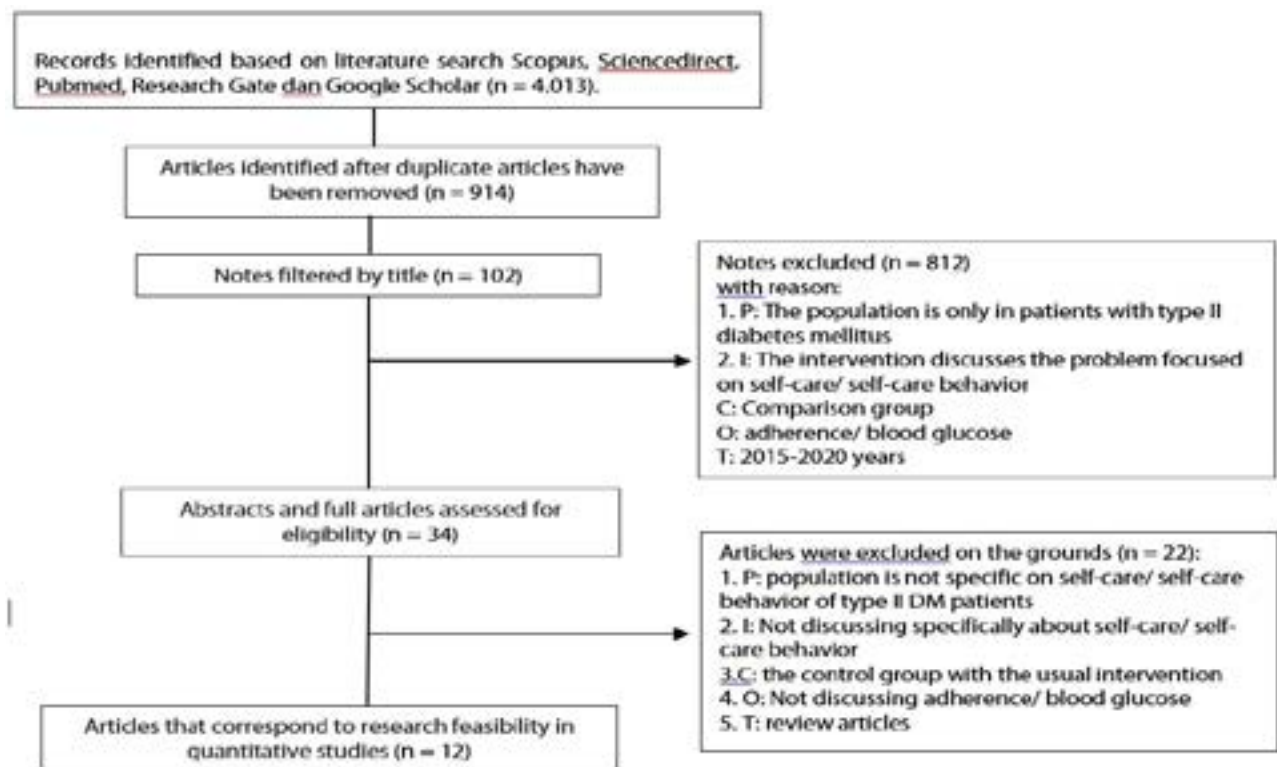 Records identified based on literature search Scopus, Sciencedirect,
Pubmed, Research Gate dan Google Scholar (n = 4.013).
Articles identified after duplicate articles have
been removed (n = 914)
Notes filtered by title (n = 102)
Notes excluded (n = 812)
with reason:
1. P: The population is only in patients with type II
diabetes mellitus
2. I: The intervention discusses the problem focused
on self-care/ self-care behavior
C: Comparison group
O: adherence/ blood glucose
T: 2015-2020 years
Abstracts and full articles assessed for
eligibility (n = 34)
Articles were excluded on the grounds (n = 22):
1. P: population is not specific on self-care/ self-care
behavior of type II DM patients
2. I: Not discussing specifically about self-care/ self-
care behavior
3.C: the control group with the usual intervention
4. O: Not discussing adherence/ blood glucose
5. T: review articles
Articles that correspond to research feasibility in
quantitative studies (n = 12)